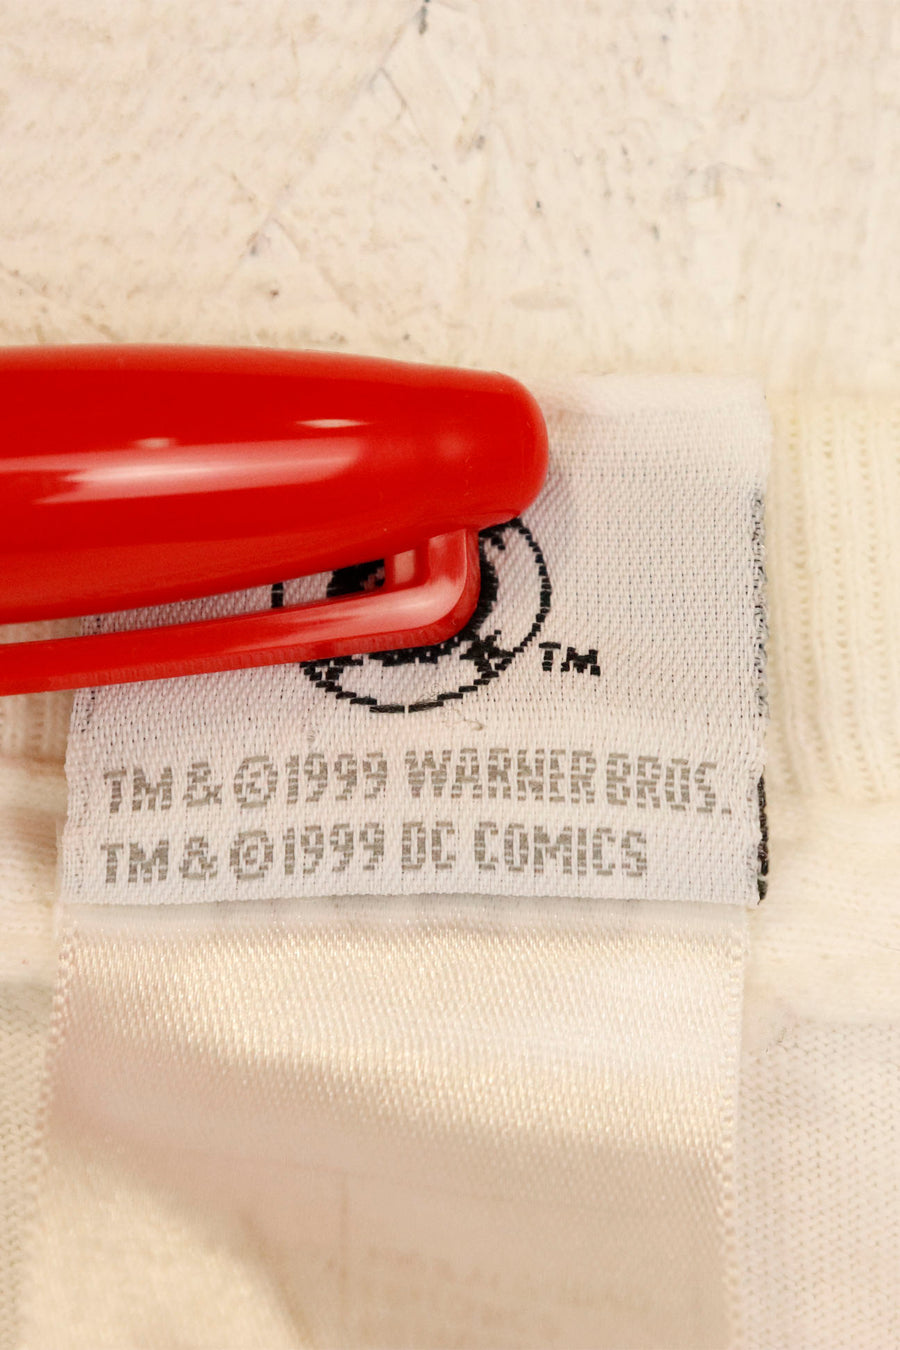 TM
TM & ©1999 WARNER BROS.
TM & ©1999 DC COMICS